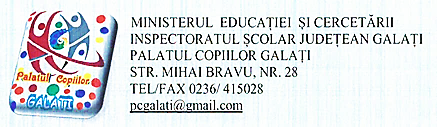 MINISTERUL EDUCAȚIEI ȘI CERCETĂRII
INSPECTORATUL ȘCOLAR JUDEȚEAN GALAȚI
PALATUL COPIILOR GALAȚI
STR. MIHAI BRAVU, NR. 28
TEL/FAX 0236/ 415028
pcgalati@gmail.com
Palatul Copiilor
GALATI